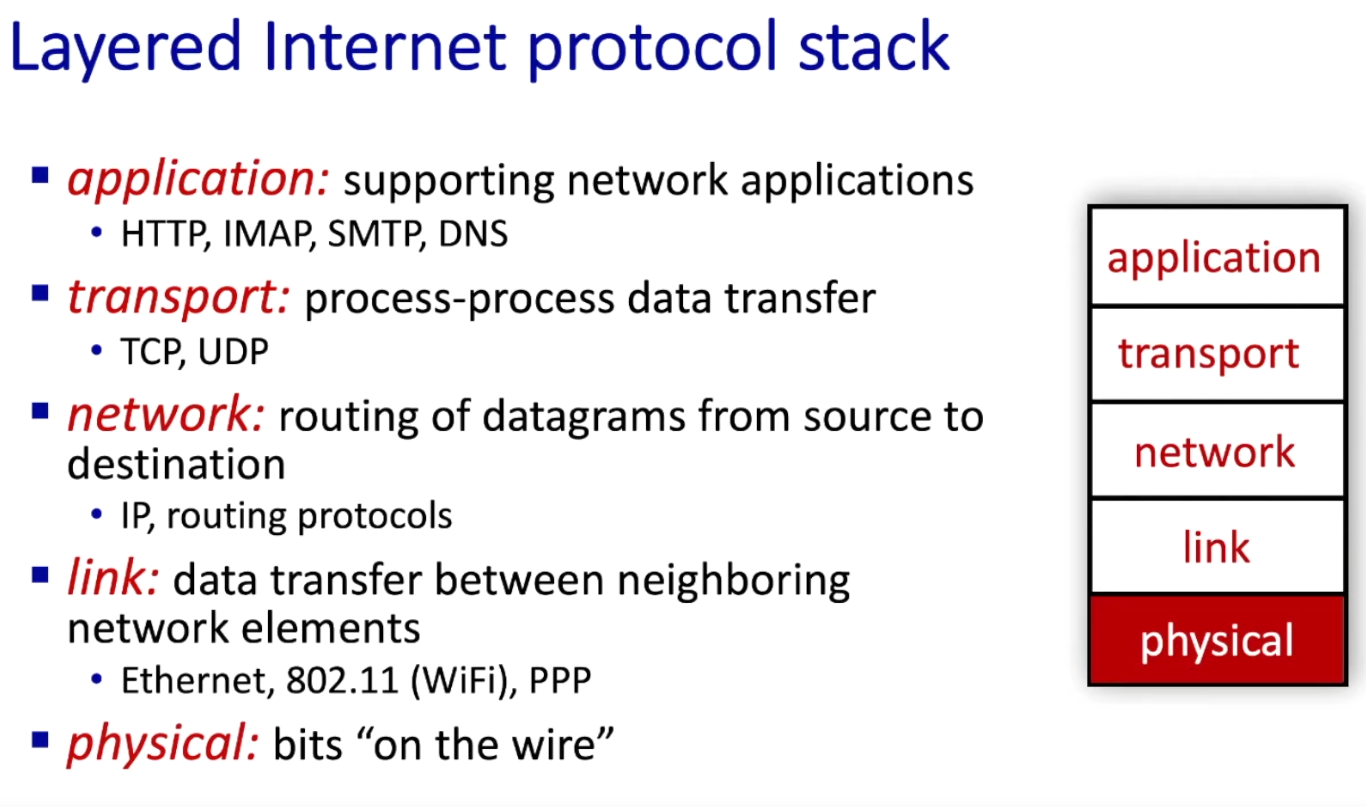 Layered Internet protocol stack
▪ application: supporting network applications
• HTTP, IMAP, SMTP, DNS
▪ transport: process-process data transfer
• TCP, UDP
▪ network: routing of datagrams from source to
destination
• IP, routing protocols
▪ link: data transfer between neighboring
network elements
• Ethernet, 802.11 (WiFi), PPP
▪ physical: bits “on the wire”
application
transport
network
link
physical